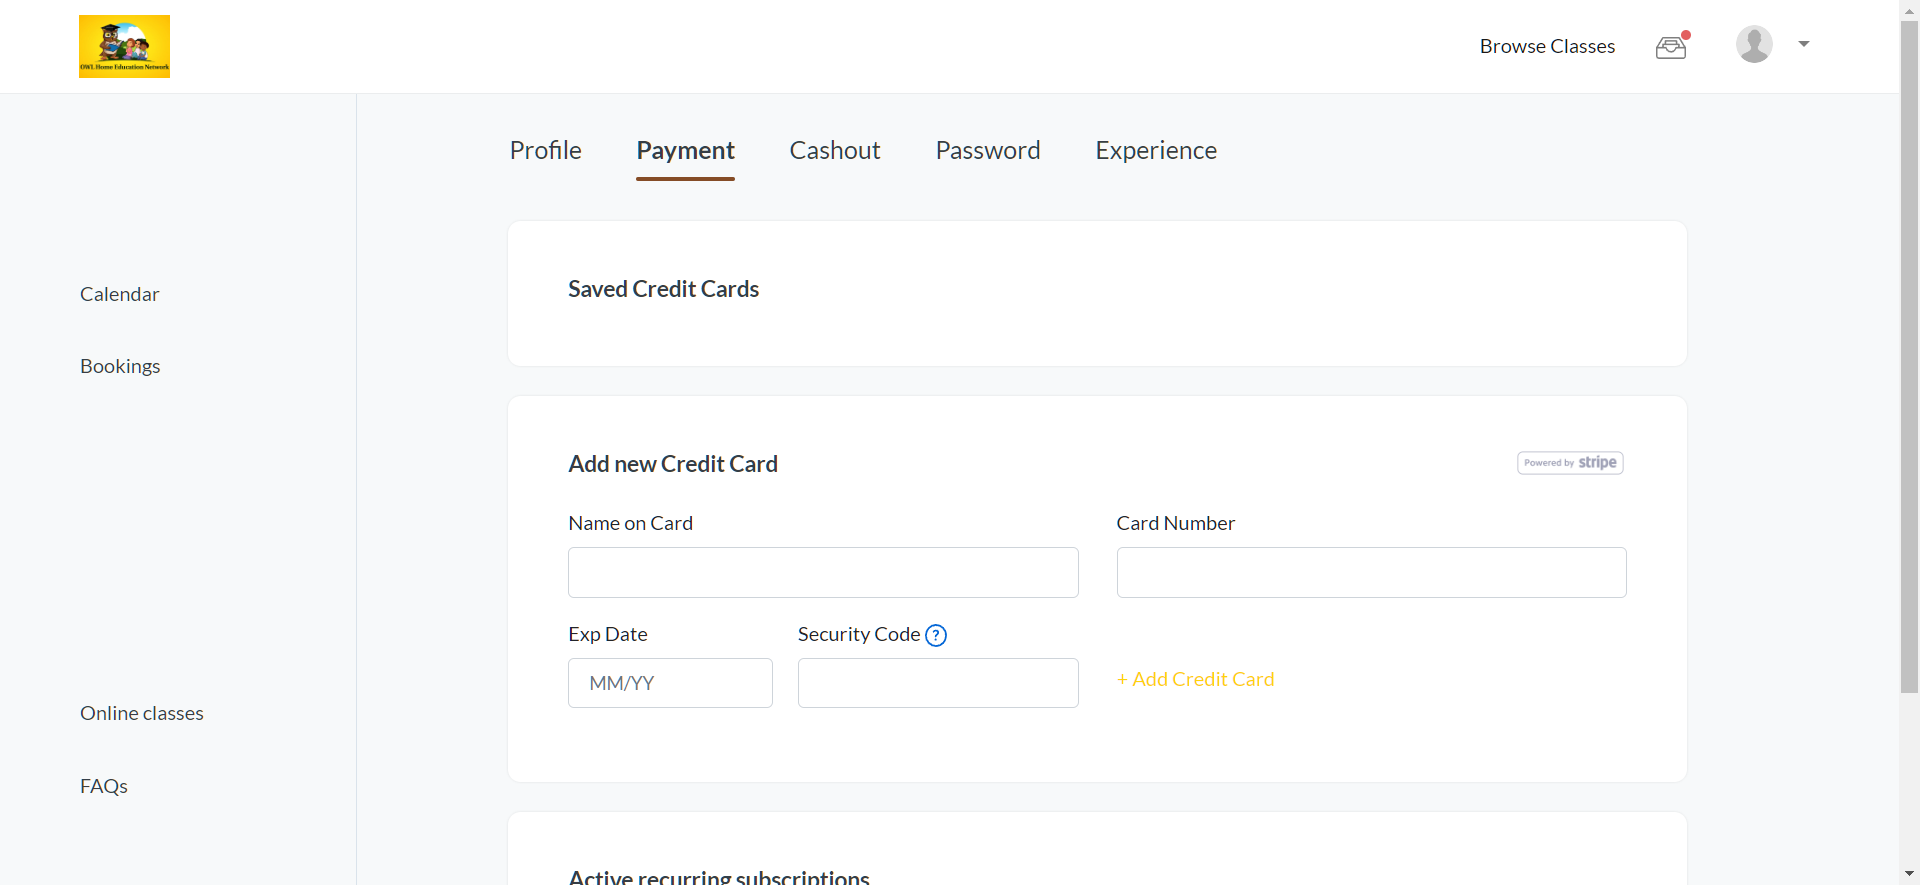 OWL Home Education Network
Browse Classes
Profile
Payment
Cashout
Password
Experience
Calendar
Bookings
Online classes
FAQs
Saved Credit Cards
Add new Credit Card
Powered by stripe
Name on Card
Card Number
Exp Date
Security Code ?
MM/YY
+ Add Credit Card
Active recurring subscriptions